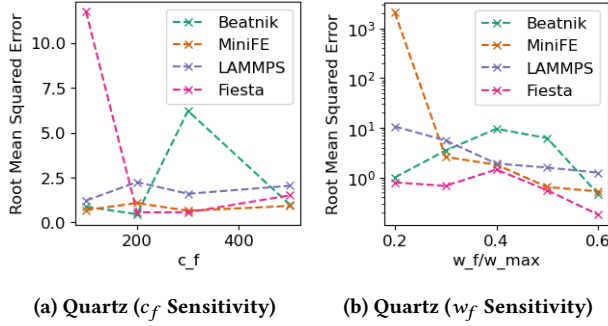 Root Mean Squared Error
10.0
7.5
5.0
2.5
0.0
200
400
c_f
Beatnik
MiniFE
LAMMPS
Fiesta
(a) Quartz (c_f Sensitivity)
Root Mean Squared Error
10³
10²
10¹
10⁰
0.2
0.4
0.6
w_f/w_max
Beatnik
MiniFE
LAMMPS
Fiesta
(b) Quartz (w_f Sensitivity)